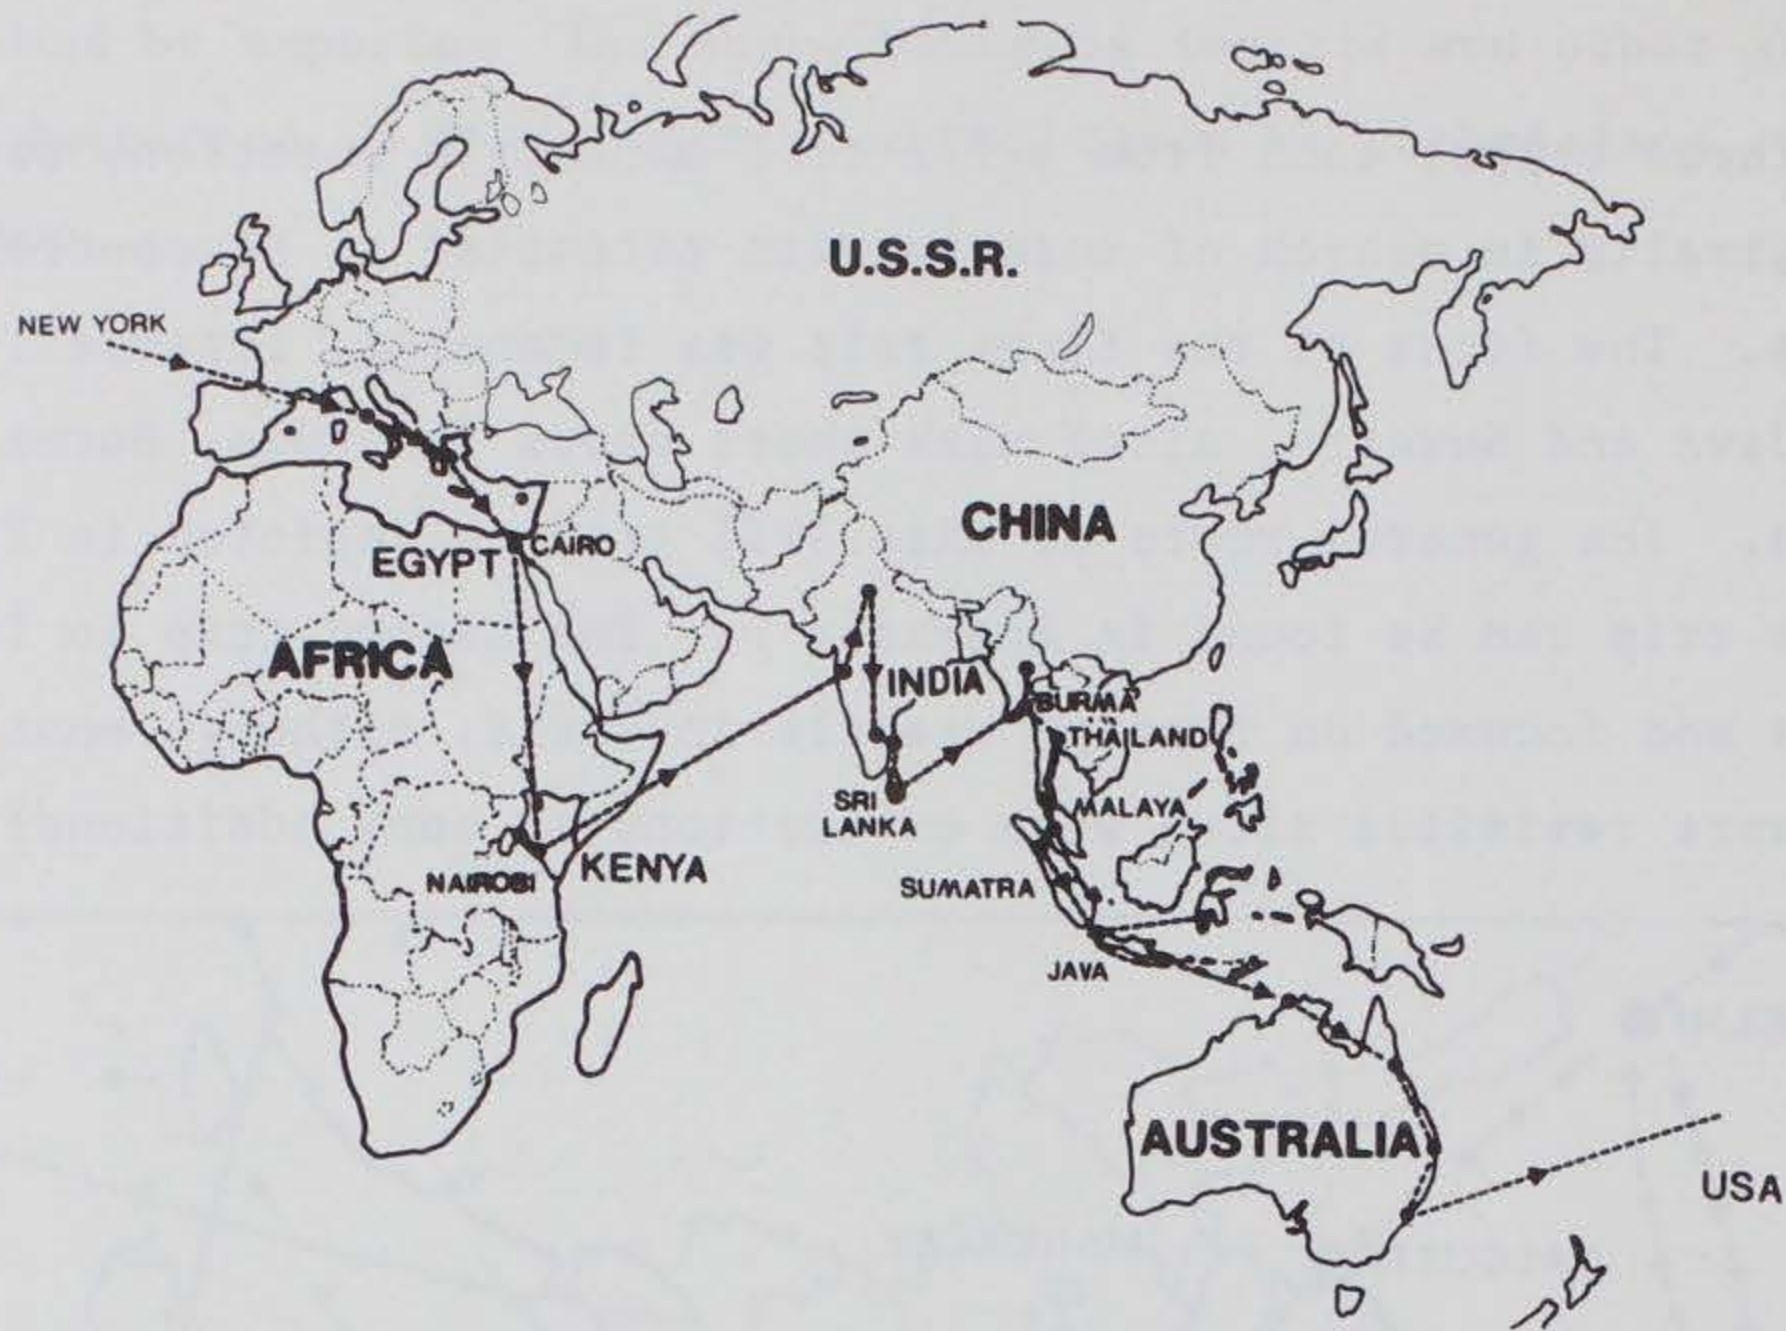 U.S.S.R.
NEW YORK
CHINA
CAIRO
EGYPT
AFRICA
INDIA
BURMA
THAILAND
SRI
LANKA
MALAYA
KENYA
NAIROBI
SUMATRA
JAVA
AUSTRALIA
USA